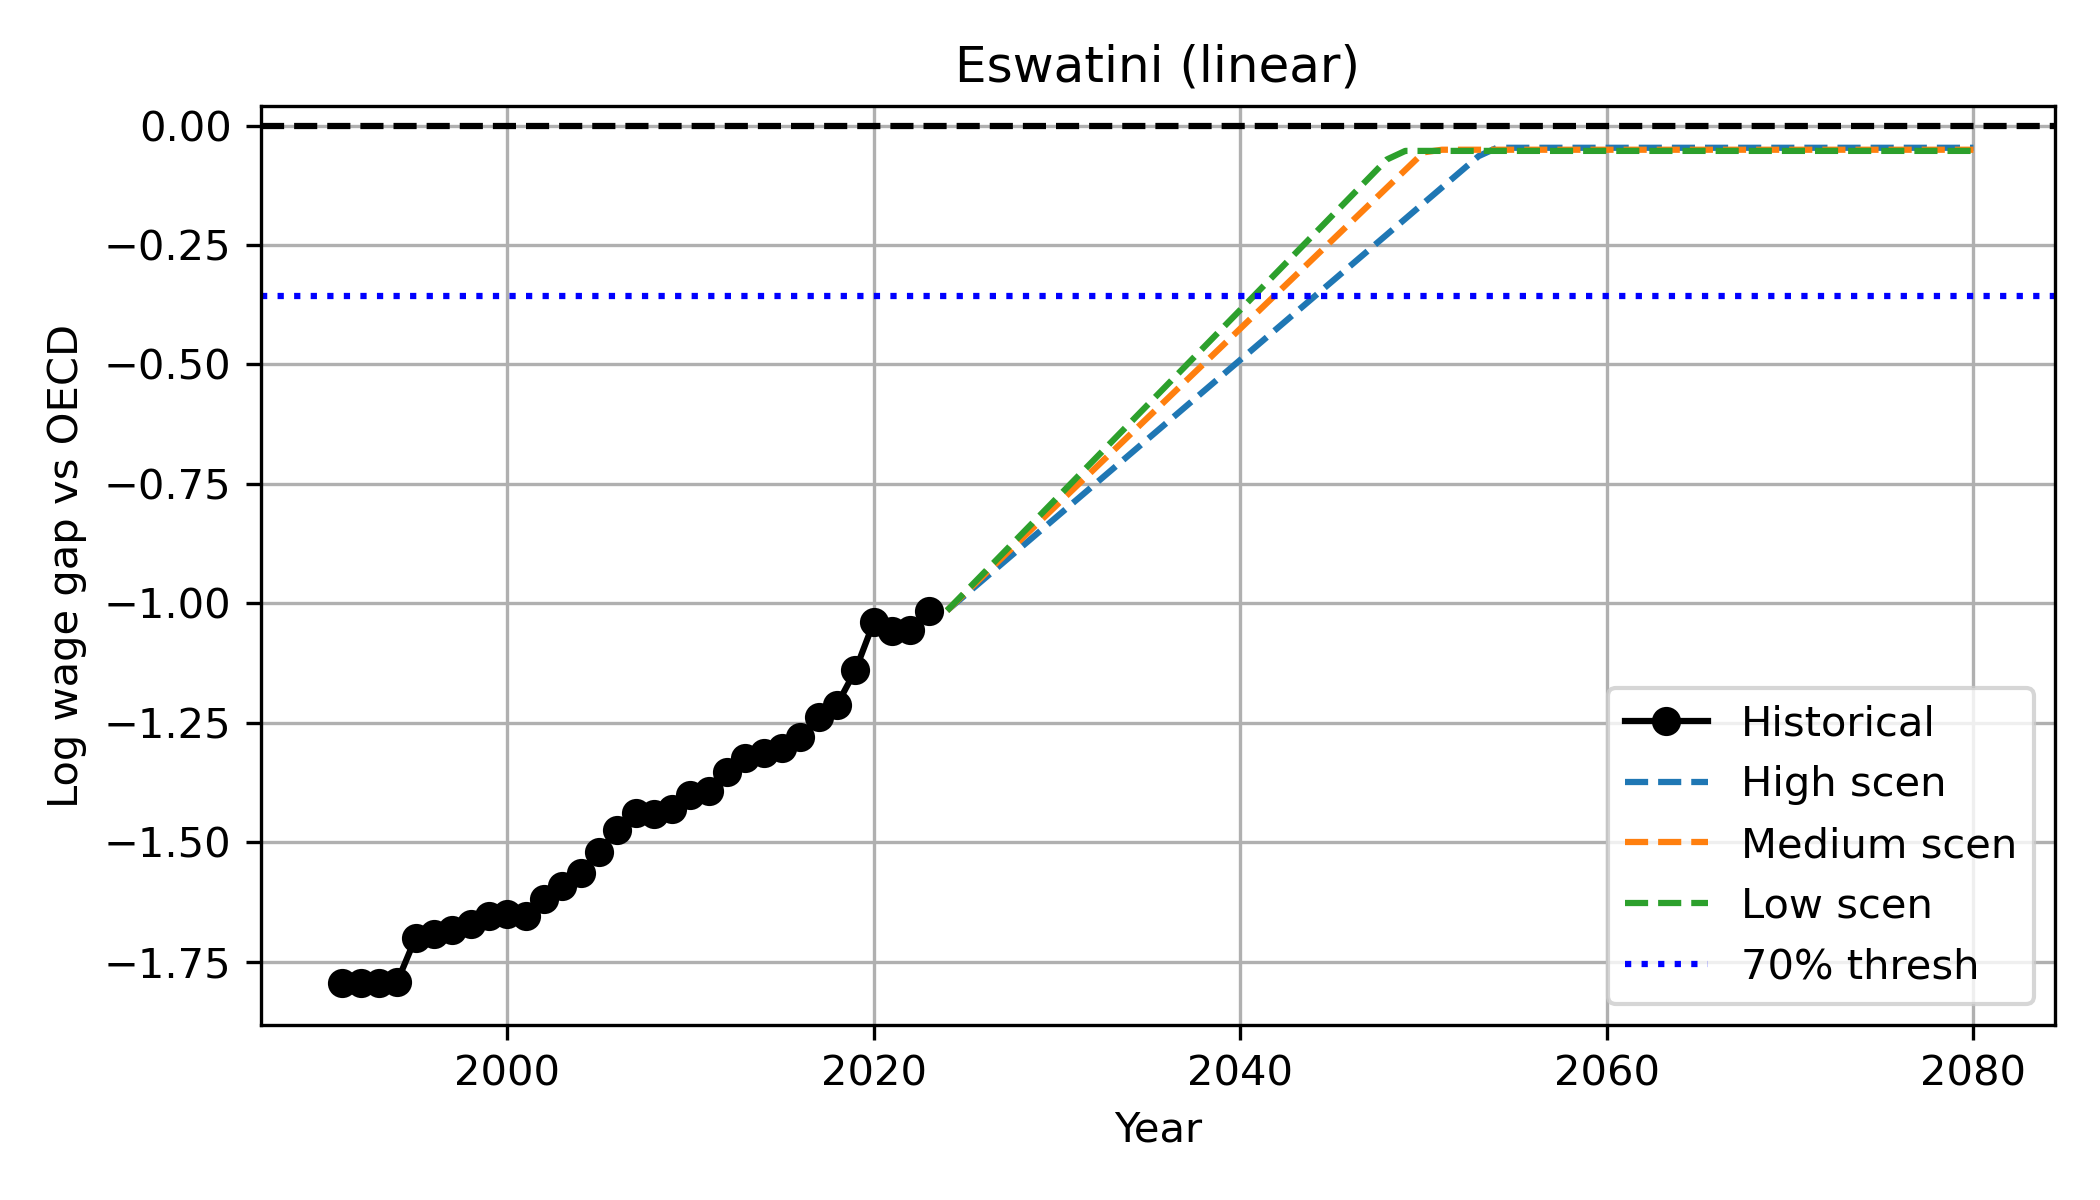 Eswatini (linear)
0.00
−0.25
−0.50
−0.75
−1.00
−1.25
−1.50
−1.75
Log wage gap vs OECD
2000 2020 2040 2060 2080
Year
Historical
High scen
Medium scen
Low scen
70% thresh